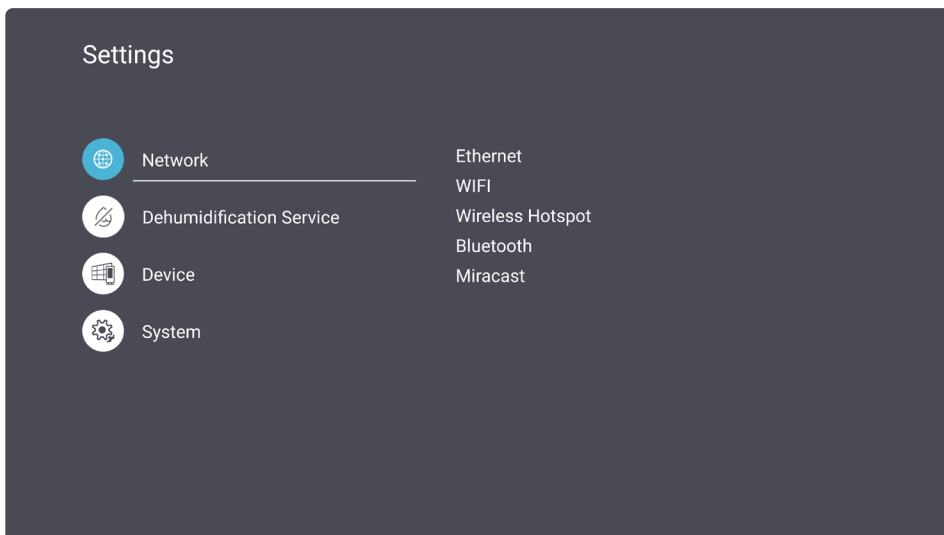 Settings
Network
Dehumidification Service
Device
System
Ethernet
WIFI
Wireless Hotspot
Bluetooth
Miracast